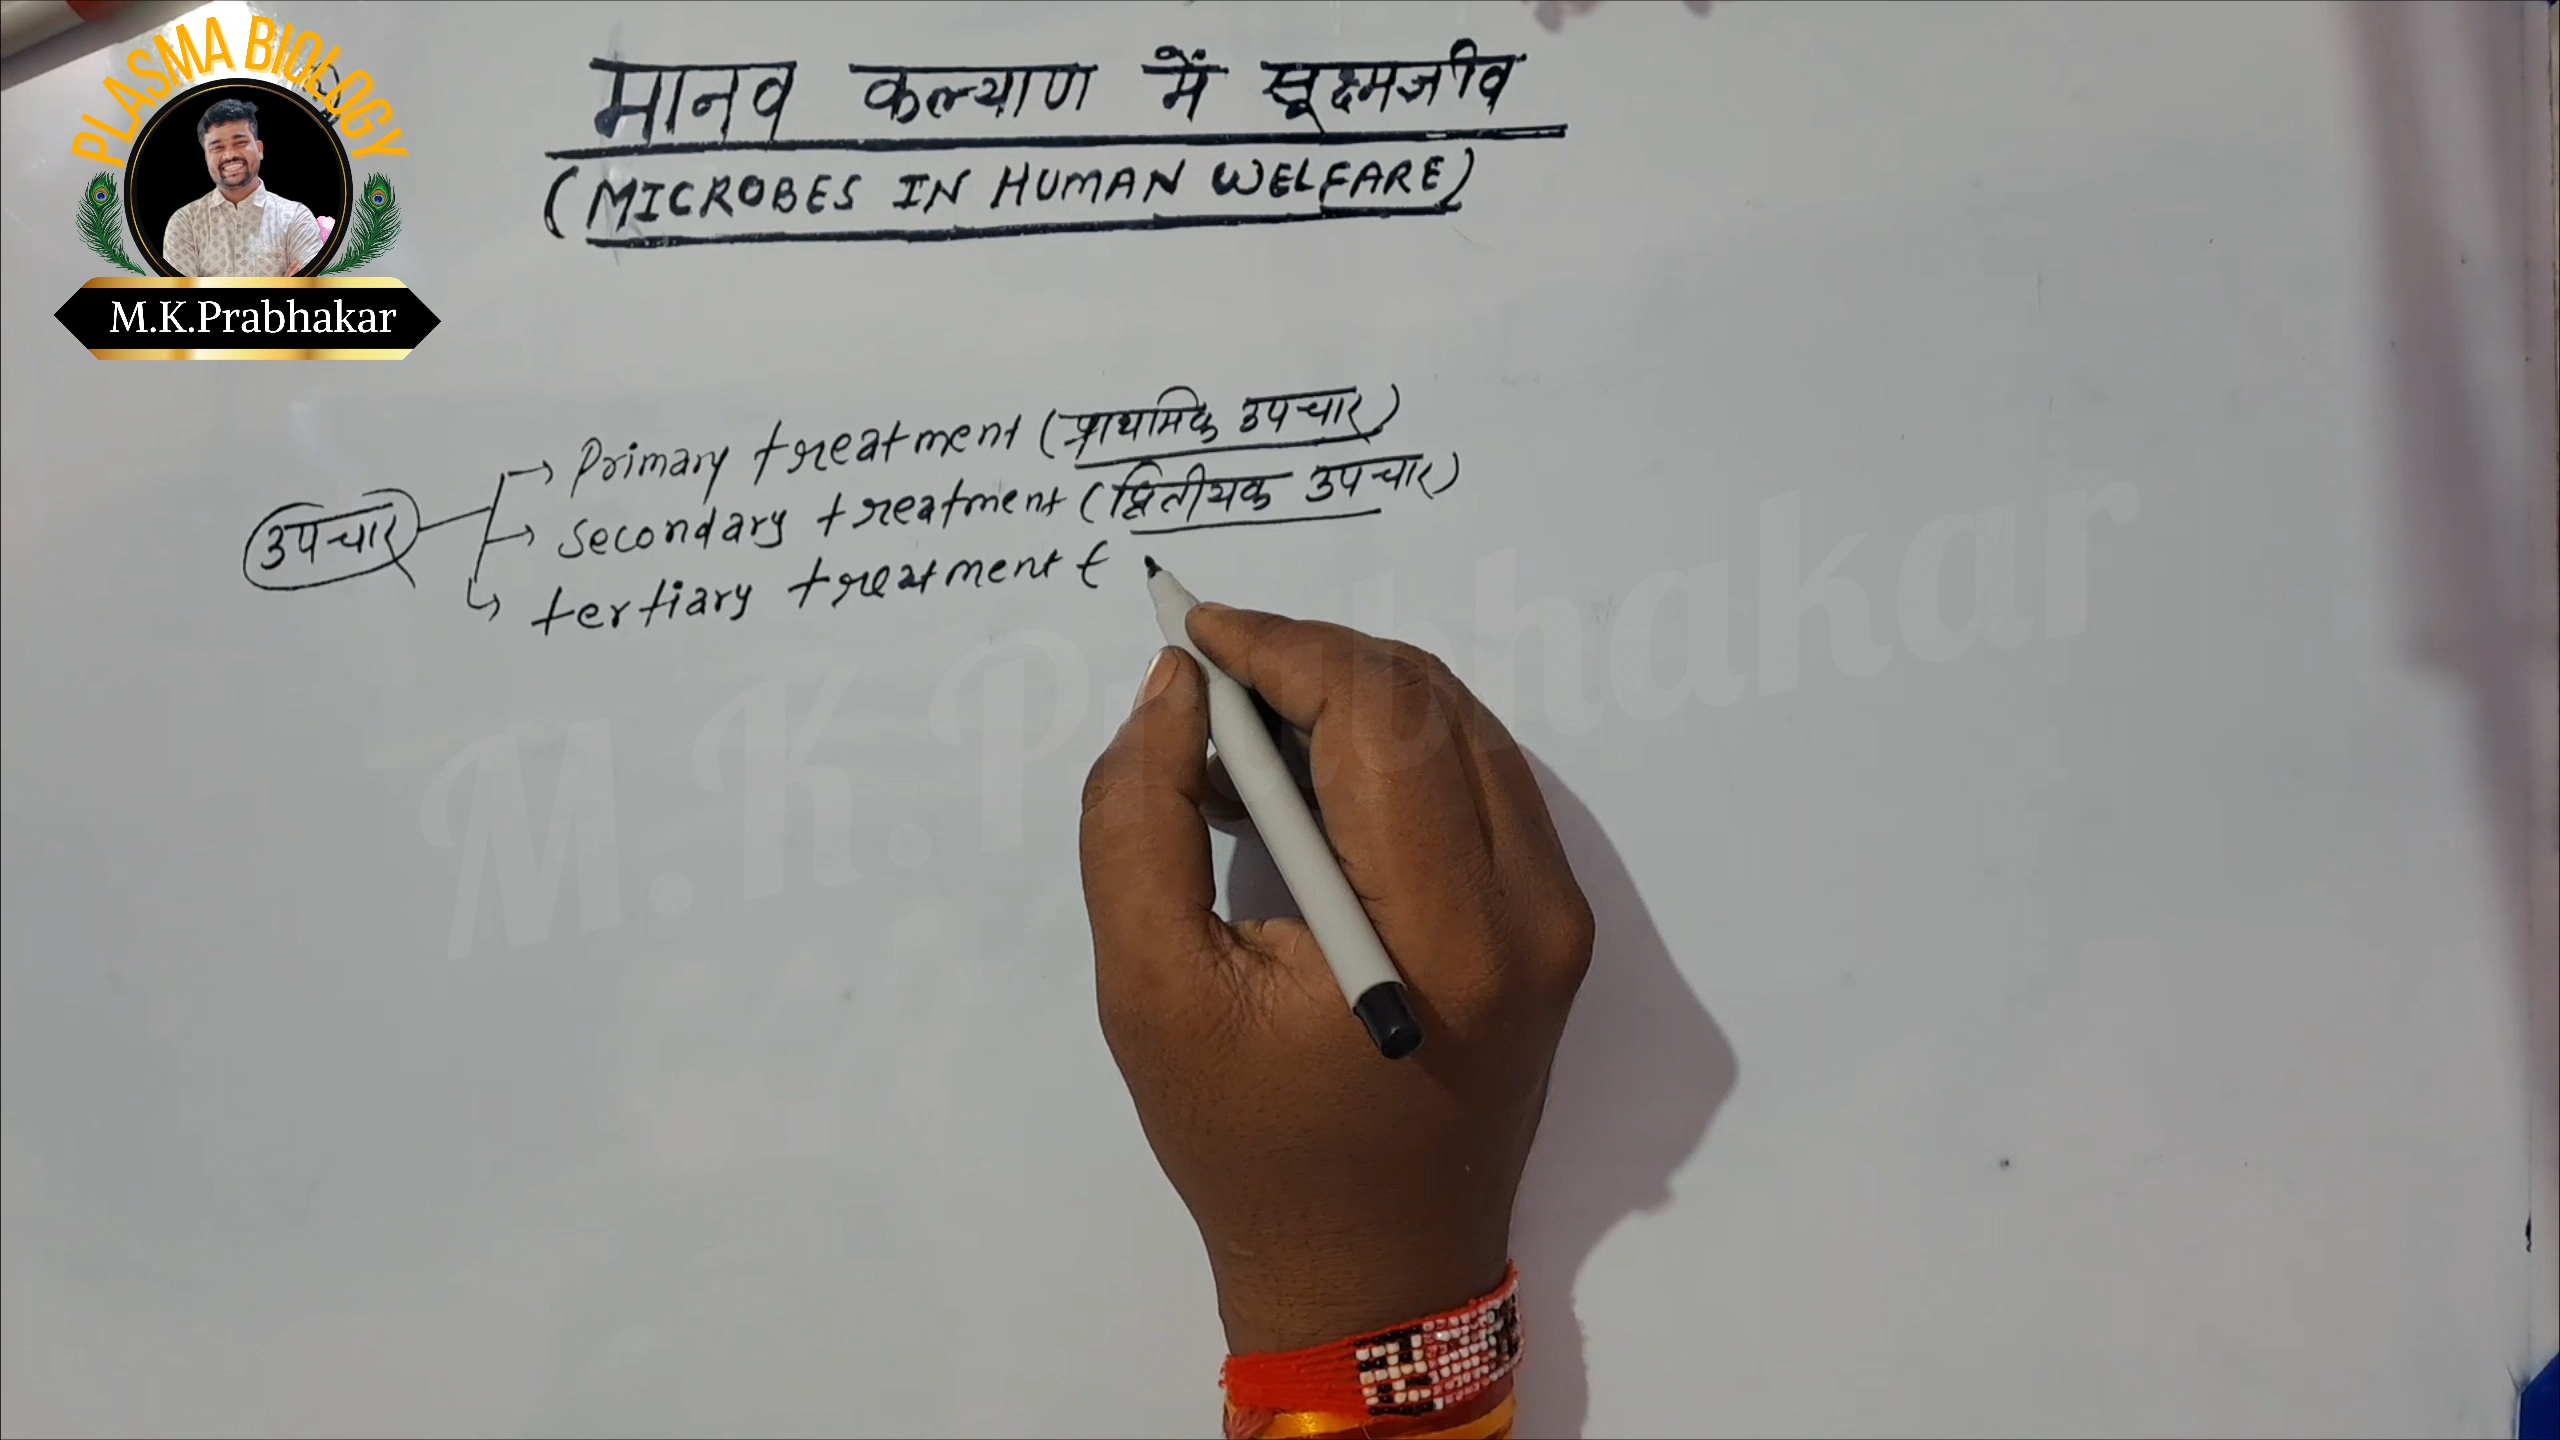 PLASMA BIOLOGY
M.K.Prabhakar
मानव कल्याण में सूक्ष्मजीव
(MICROBES IN HUMAN WELFARE)
उपचार
→ Primary treatment (प्राथमिक उपचार)
→ Secondary treatment (द्वितीयक उपचार)
↳ tertiary treatment (
M.K.Prabhakar